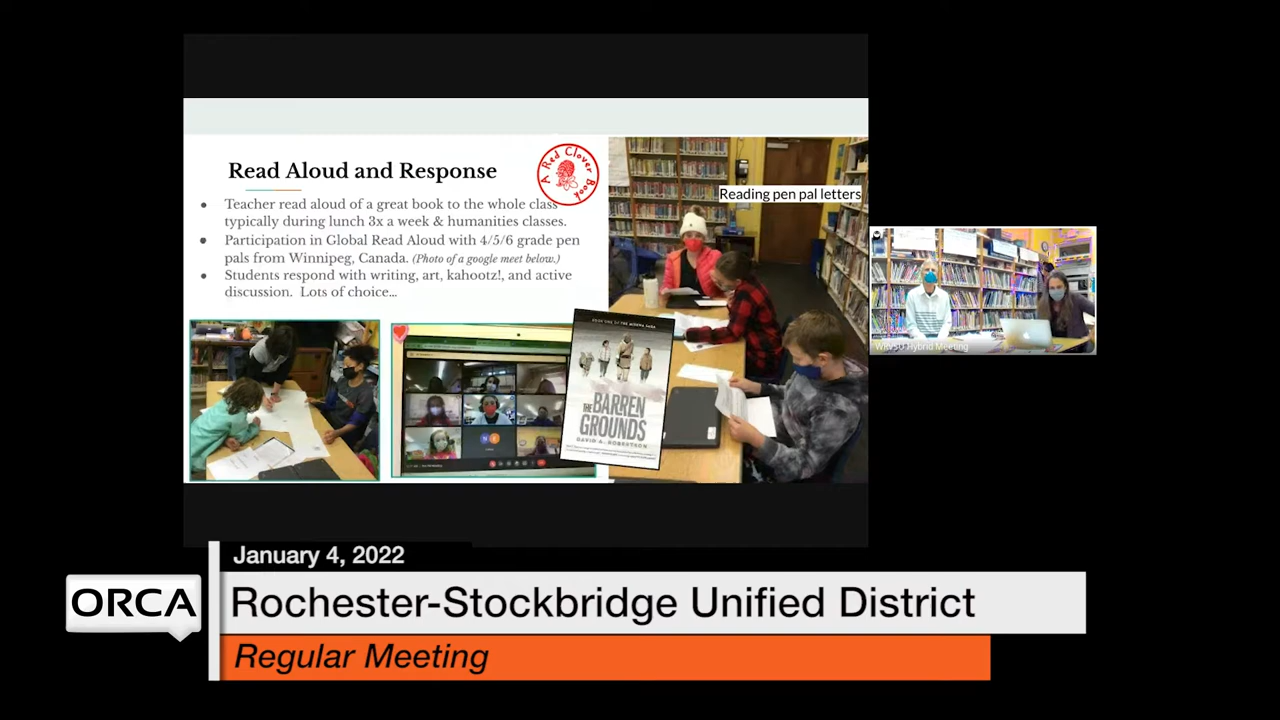 Read Aloud and Response
A Red Clover Book
● Teacher read aloud of a great book to the whole class
typically during lunch 3x a week & humanities classes.
● Participation in Global Read Aloud with 4/5/6 grade pen
pals from Winnipeg, Canada. (Photo of a google meet below.)
● Students respond with writing, art, kahootz!, and active
discussion. Lots of choice...
Reading pen pal letters
WRVSU Hybrid Meeting
THE BARREN
GROUNDS
DAVID A. ROBERTSON
January 4, 2022
ORCA
Rochester-Stockbridge Unified District
Regular Meeting